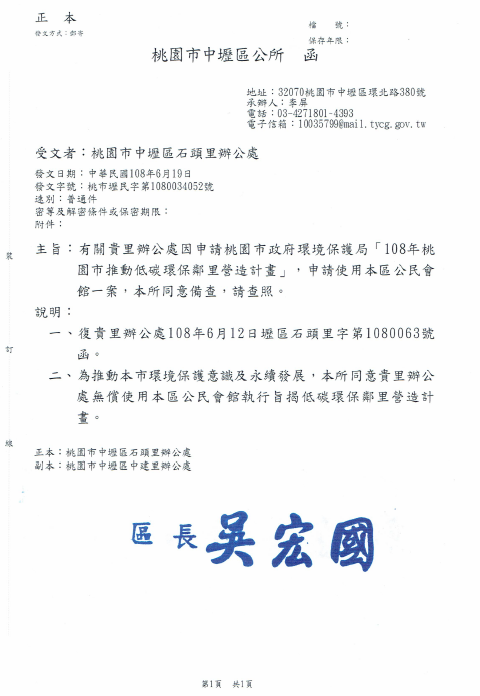 正　本
發文方式：郵寄
檔　　號：
保存年限：
桃園市中壢區公所　函
地址：32070桃園市中壢區環北路380號
承辦人：李屏
電話：03-4271801-4393
電子信箱：10035799@mail.tycg.gov.tw
受文者：桃園市中壢區石頭里辦公處
發文日期：中華民國108年6月19日
發文字號：桃市壢民字第1080034052號
速別：普通件
密等及解密條件或保密期限：
附件：
主旨：有關貴里辦公處因申請桃園市政府環境保護局「108年桃
園市推動低碳環保鄰里營造計畫」，申請使用本區公民會
館一案，本所同意備查，請查照。
說明：
一、復貴里辦公處108年6月12日壢區石頭里字第1080063號
函。
二、為推動本市環境保護意識及永續發展，本所同意貴里辦公
處無償使用本區公民會館執行旨揭低碳環保鄰里營造計
畫。
正本：桃園市中壢區石頭里辦公處
副本：桃園市中壢區中建里辦公處
裝
訂
線
區長 吳宏國
第1頁　共1頁